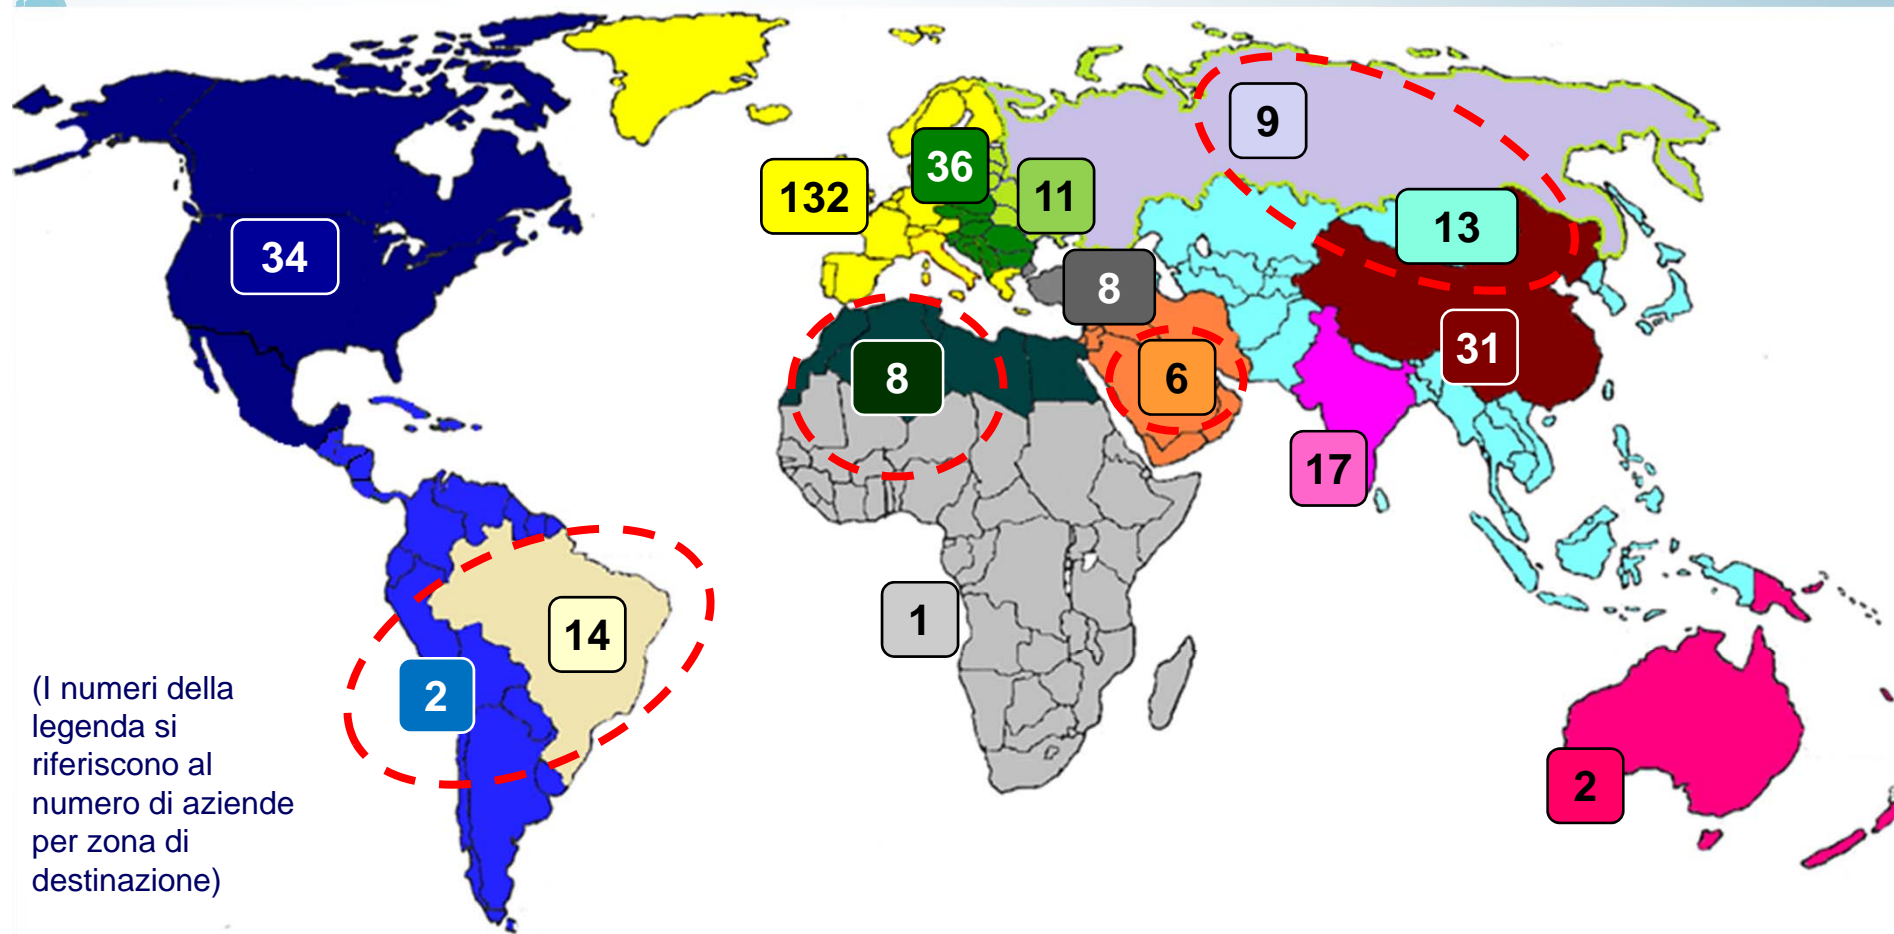 9
36
132
11
13
34
8
31
8
6
17
14
1
2
2
(I numeri della
legenda si
riferiscono al
numero di aziende
per zona di
destinazione)